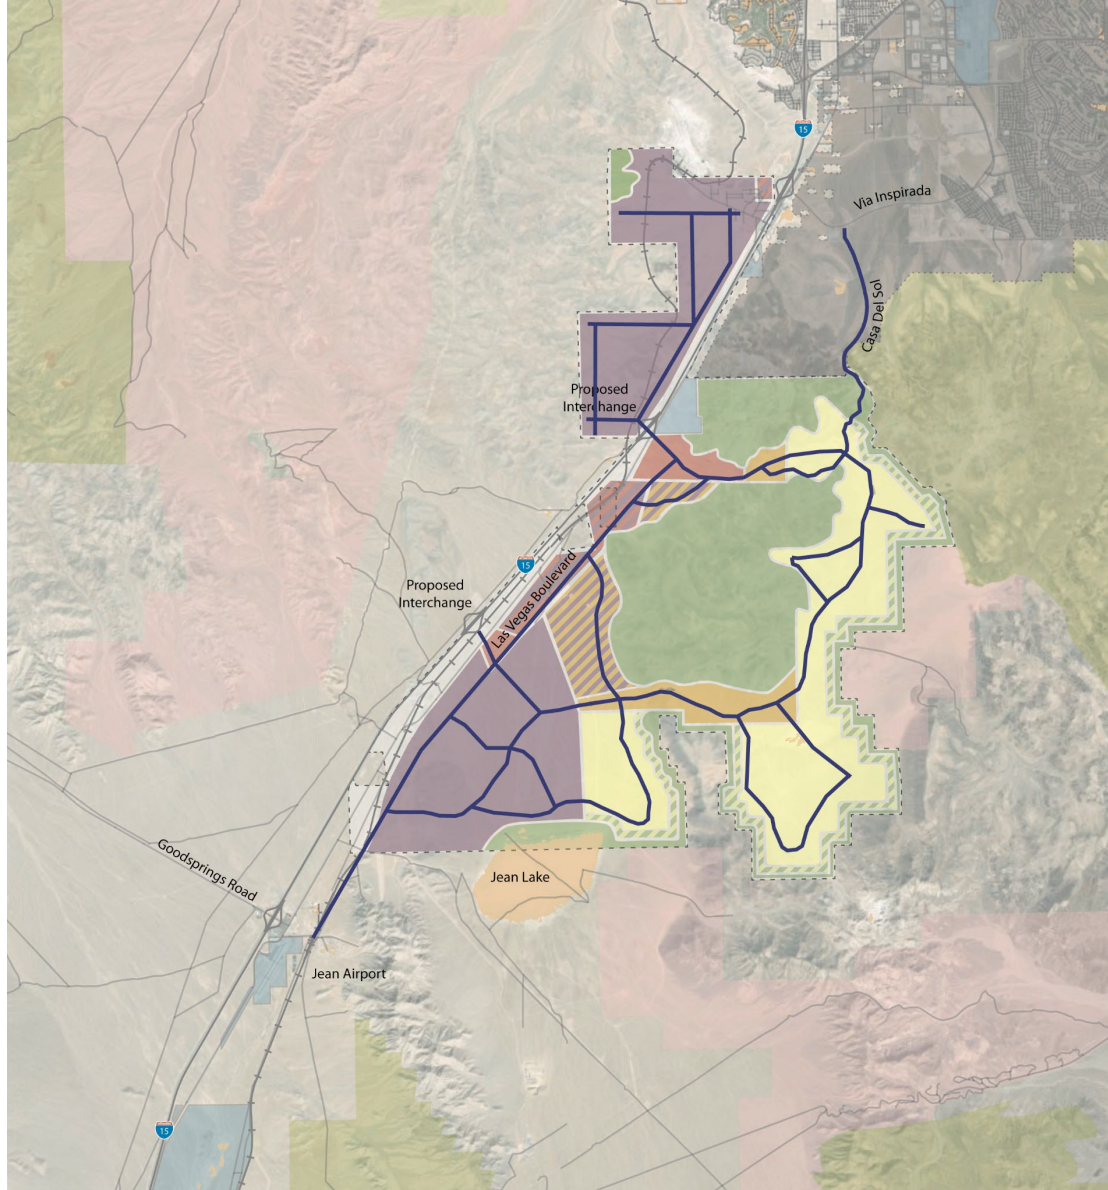 15
Via Inspirada
Casa Del Sol
Proposed
Interchange
15
Las Vegas Boulevard
Proposed
Interchange
Goodsprings Road
Jean Lake
Jean Airport
15